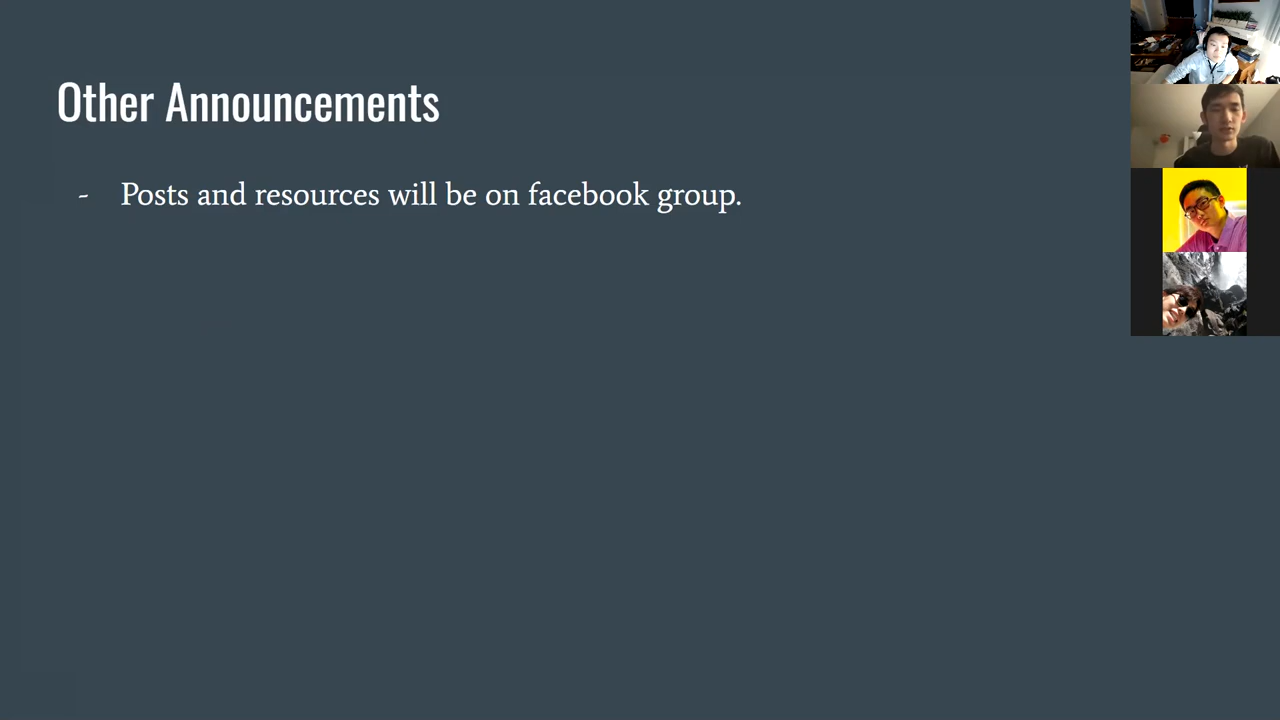 Other Announcements
- Posts and resources will be on facebook group.